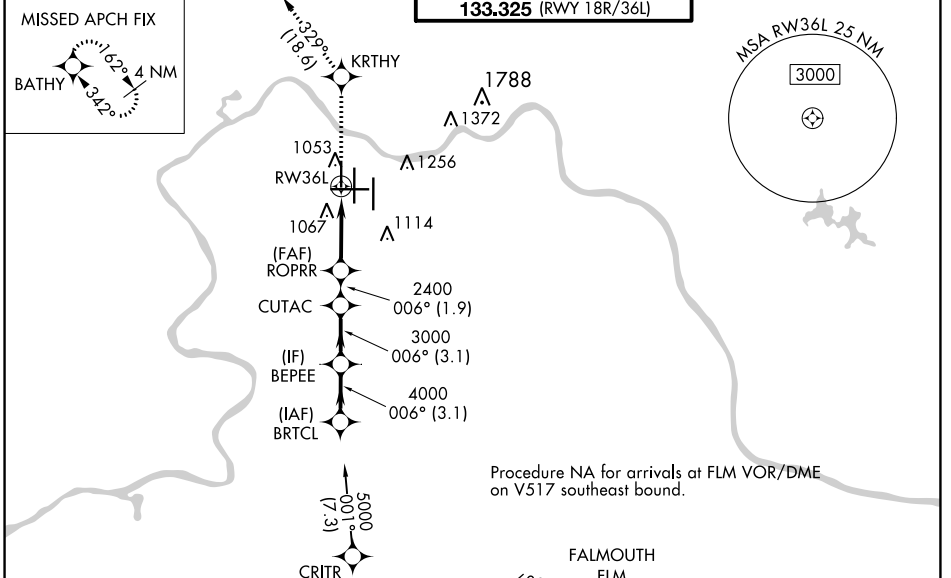 133.325 (RWY 18R/36L)
MISSED APCH FIX
BATHY
162°
342°
4 NM
329°
(18.6)
KRTHY
MSA RW36L 25 NM
3000
1788
1372
1053
1256
RW36L
1067
1114
(FAF)
ROPRR
2400
006° (1.9)
CUTAC
3000
006° (3.1)
(IF)
BEPEE
4000
006° (3.1)
(IAF)
BRTCL
Procedure NA for arrivals at FLM VOR/DME
on V517 southeast bound.
5000
001°
(7.3)
CRITR
FALMOUTH
FLM